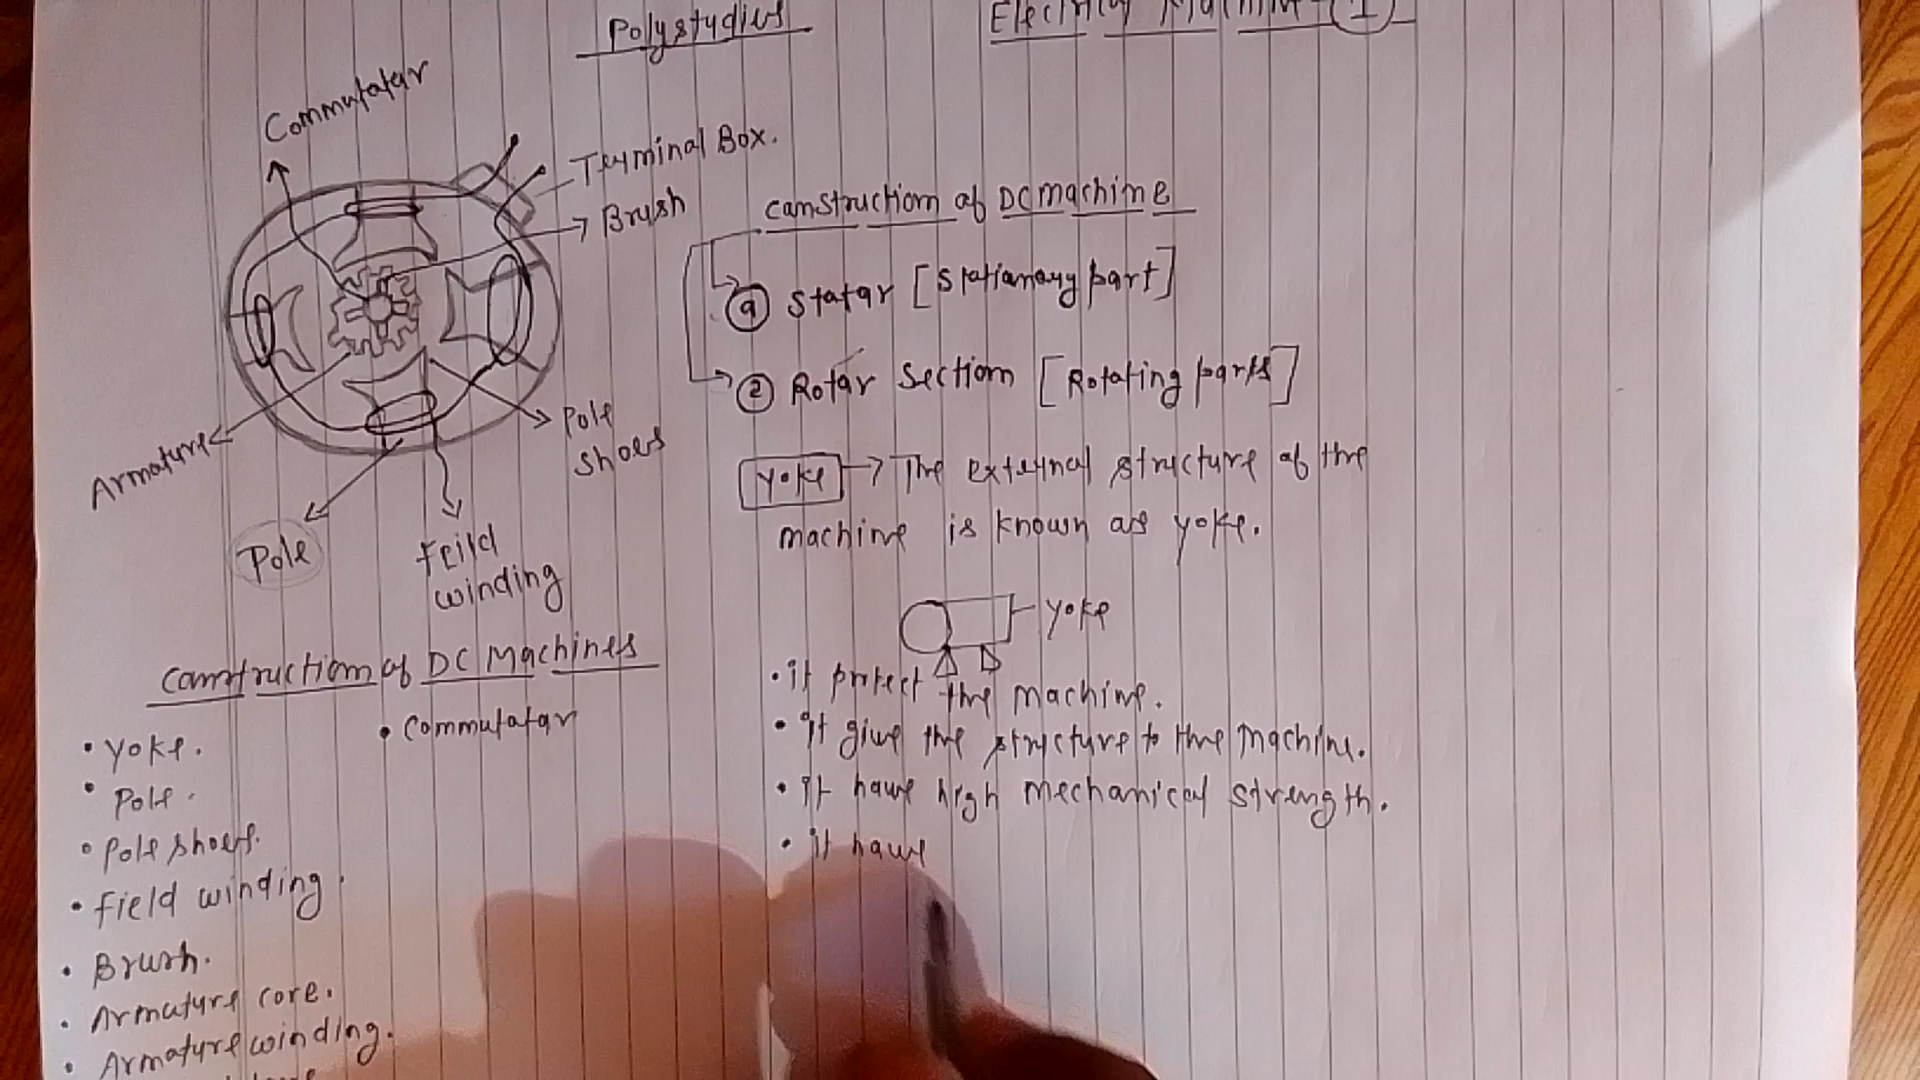 Polystudies
Electrical Machine-(I)
Commutator
Terminal Box.
Brush
Armature
Pole
shoes
Pole
Feild
winding
Construction of DC Machines
• Yoke.
• Pole.
• Pole shoes.
• Field winding.
• Brush.
• Armature core.
• Armature winding.
• Commutator
Construction of DC machine
① Stator [Stationary part]
② Rotor Section [Rotating parts]
Yoke → The external structure of the
machine is known as yoke.
Yoke
• it protect the machine.
• It give the structure to the machine.
• It have high mechanical strength.
• It have